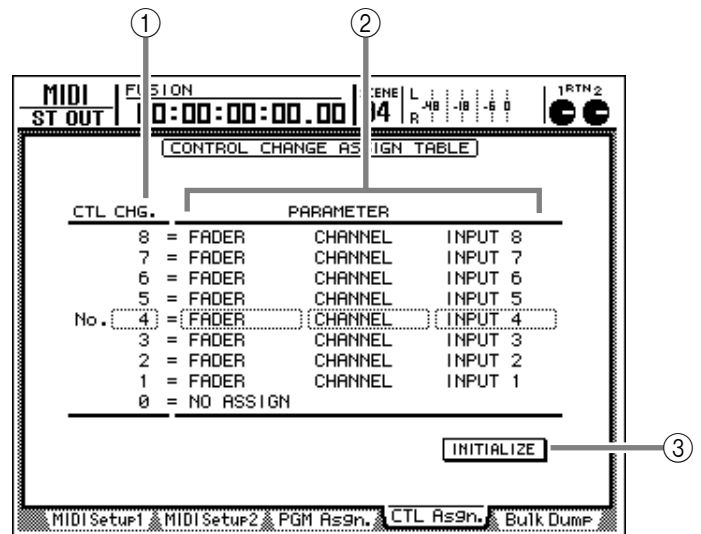 ① ②
MIDI FUSION L -48 -18 -6 0 1 RTN 2
ST OUT :00:00:00.00 04 R
CONTROL CHANGE ASSIGN TABLE
CTL CHG. PARAMETER
8 = FADER CHANNEL INPUT 8
7 = FADER CHANNEL INPUT 7
6 = FADER CHANNEL INPUT 6
5 = FADER CHANNEL INPUT 5
No. 4 = FADER CHANNEL INPUT 4
3 = FADER CHANNEL INPUT 3
2 = FADER CHANNEL INPUT 2
1 = FADER CHANNEL INPUT 1
0 = NO ASSIGN
INITIALIZE ③
MIDI Setup1 MIDI Setup2 PGM Asgn. CTL Asgn. Bulk Dump